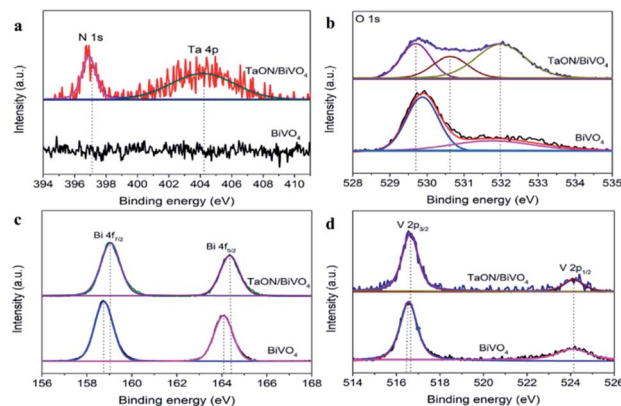 a
N 1s
Ta 4p
TaON/BiVO₄
BiVO₄
Intensity (a.u.)
394 396 398 400 402 404 406 408 410
Binding energy (eV)
b
O 1s
TaON/BiVO₄
BiVO₄
Intensity (a.u.)
528 529 530 531 532 533 534 535
Binding energy (eV)
c
Bi 4f₇/₂
Bi 4f₅/₂
TaON/BiVO₄
BiVO₄
Intensity (a.u.)
156 158 160 162 164 166 168
Binding energy (eV)
d
V 2p₃/₂
V 2p₁/₂
TaON/BiVO₄
BiVO₄
Intensity (a.u.)
514 516 518 520 522 524 526
Binding energy (eV)